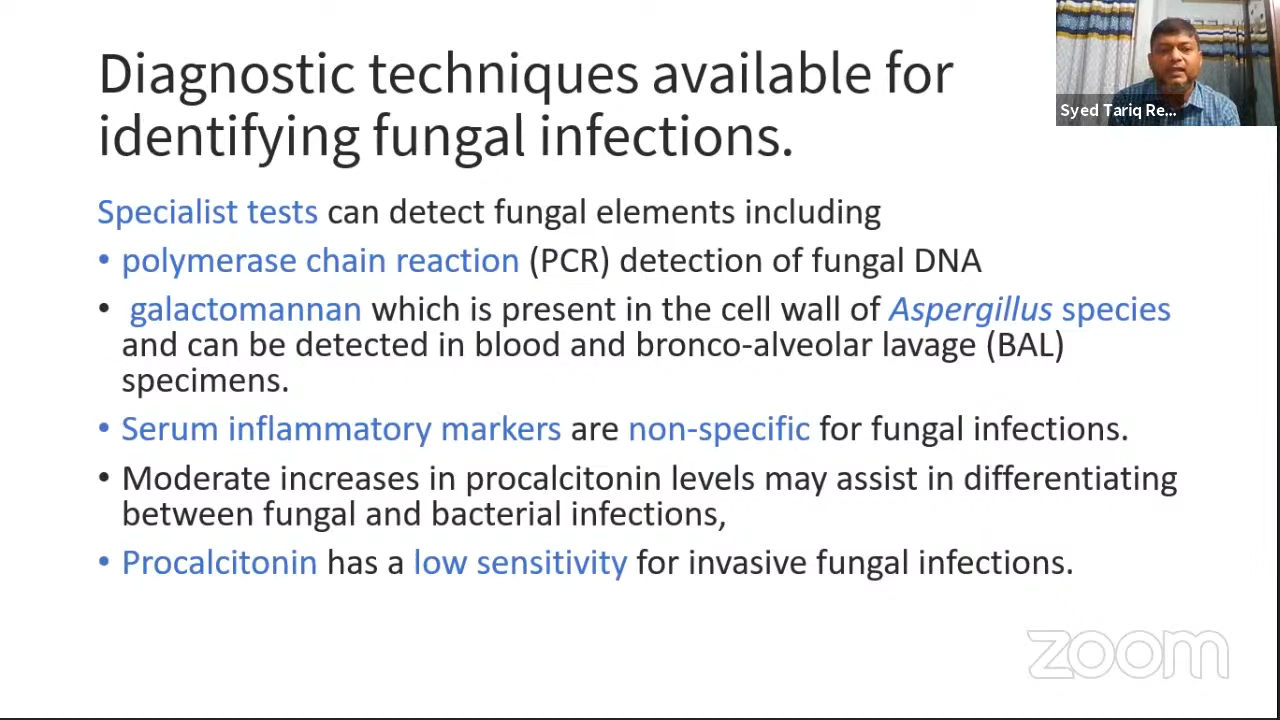 Diagnostic techniques available for
identifying fungal infections.
Syed Tariq Re...
Specialist tests can detect fungal elements including
• polymerase chain reaction (PCR) detection of fungal DNA
• galactomannan which is present in the cell wall of Aspergillus species
and can be detected in blood and bronco-alveolar lavage (BAL)
specimens.
• Serum inflammatory markers are non-specific for fungal infections.
• Moderate increases in procalcitonin levels may assist in differentiating
between fungal and bacterial infections,
• Procalcitonin has a low sensitivity for invasive fungal infections.
zoom